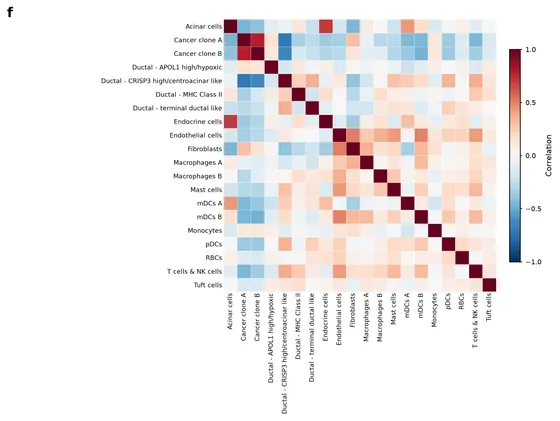 f
Acinar cells
Cancer clone A
Cancer clone B
Ductal - APOL1 high/hypoxic
Ductal - CRISP3 high/centroacinar like
Ductal - MHC Class II
Ductal - terminal ductal like
Endocrine cells
Endothelial cells
Fibroblasts
Macrophages A
Macrophages B
Mast cells
mDCs A
mDCs B
Monocytes
pDCs
RBCs
T cells & NK cells
Tuft cells
Acinar cells
Cancer clone A
Cancer clone B
Ductal - APOL1 high/hypoxic
Ductal - CRISP3 high/centroacinar like
Ductal - MHC Class II
Ductal - terminal ductal like
Endocrine cells
Endothelial cells
Fibroblasts
Macrophages A
Macrophages B
Mast cells
mDCs A
mDCs B
Monocytes
pDCs
RBCs
T cells & NK cells
Tuft cells
1.0
0.5
0.0
−0.5
−1.0
Correlation